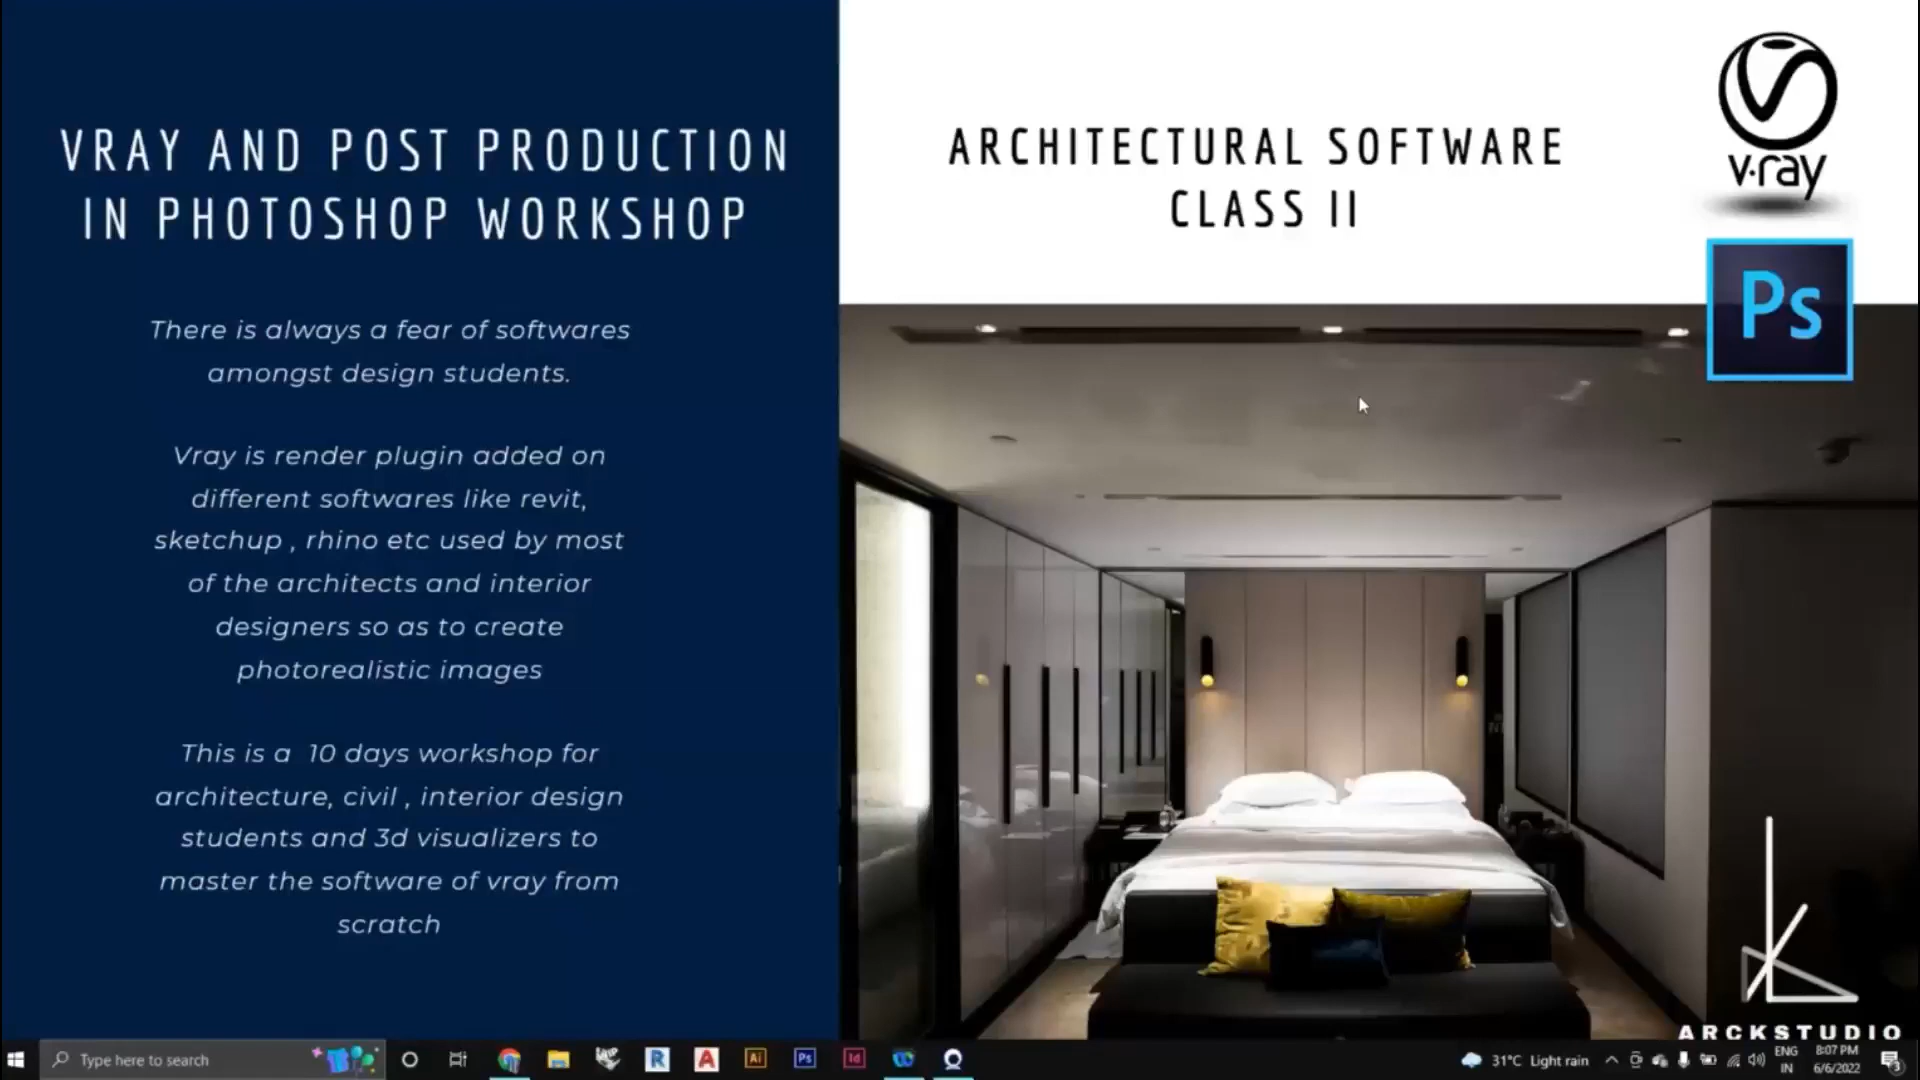 VRAY AND POST PRODUCTION
IN PHOTOSHOP WORKSHOP
There is always a fear of softwares
amongst design students.
Vray is render plugin added on
different softwares like revit,
sketchup , rhino etc used by most
of the architects and interior
designers so as to create
photorealistic images
This is a 10 days workshop for
architecture, civil , interior design
students and 3d visualizers to
master the software of vray from
scratch
ARCHITECTURAL SOFTWARE
CLASS II
v·ray
Ps
ARCKSTUDIO
Type here to search
R
A
Ai
Ps
Id
31°C Light rain
ENG
IN
8:07 PM
6/6/2022
3